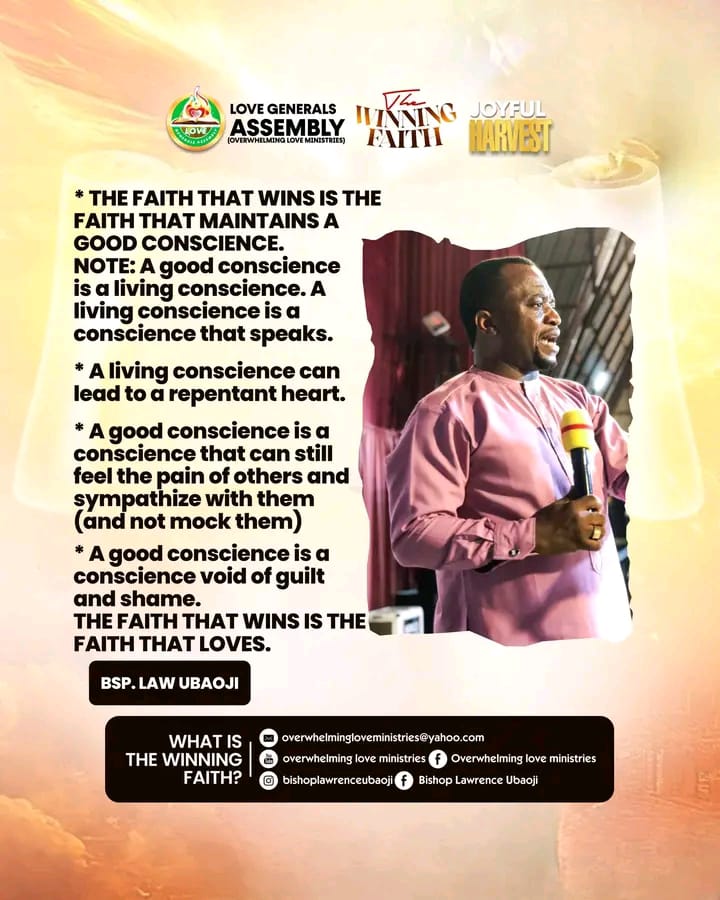 LOVE GENERALS
ASSEMBLY
(OVERWHELMING LOVE MINISTRIES)
LOVE
GENERALS ASSEMBLY
The
WINNING
FAITH
JOYFUL
HARVEST
* THE FAITH THAT WINS IS THE
FAITH THAT MAINTAINS A
GOOD CONSCIENCE.
NOTE: A good conscience
is a living conscience. A
living conscience is a
conscience that speaks.
* A living conscience can
lead to a repentant heart.
* A good conscience is a
conscience that can still
feel the pain of others and
sympathize with them
(and not mock them)
* A good conscience is a
conscience void of guilt
and shame.
THE FAITH THAT WINS IS THE
FAITH THAT LOVES.
BSP. LAW UBAOJI
WHAT IS
THE WINNING
FAITH?
overwhelmingloveministries@yahoo.com
overwhelming love ministries Overwhelming love ministries
bishoplawrenceubaoji Bishop Lawrence Ubaoji